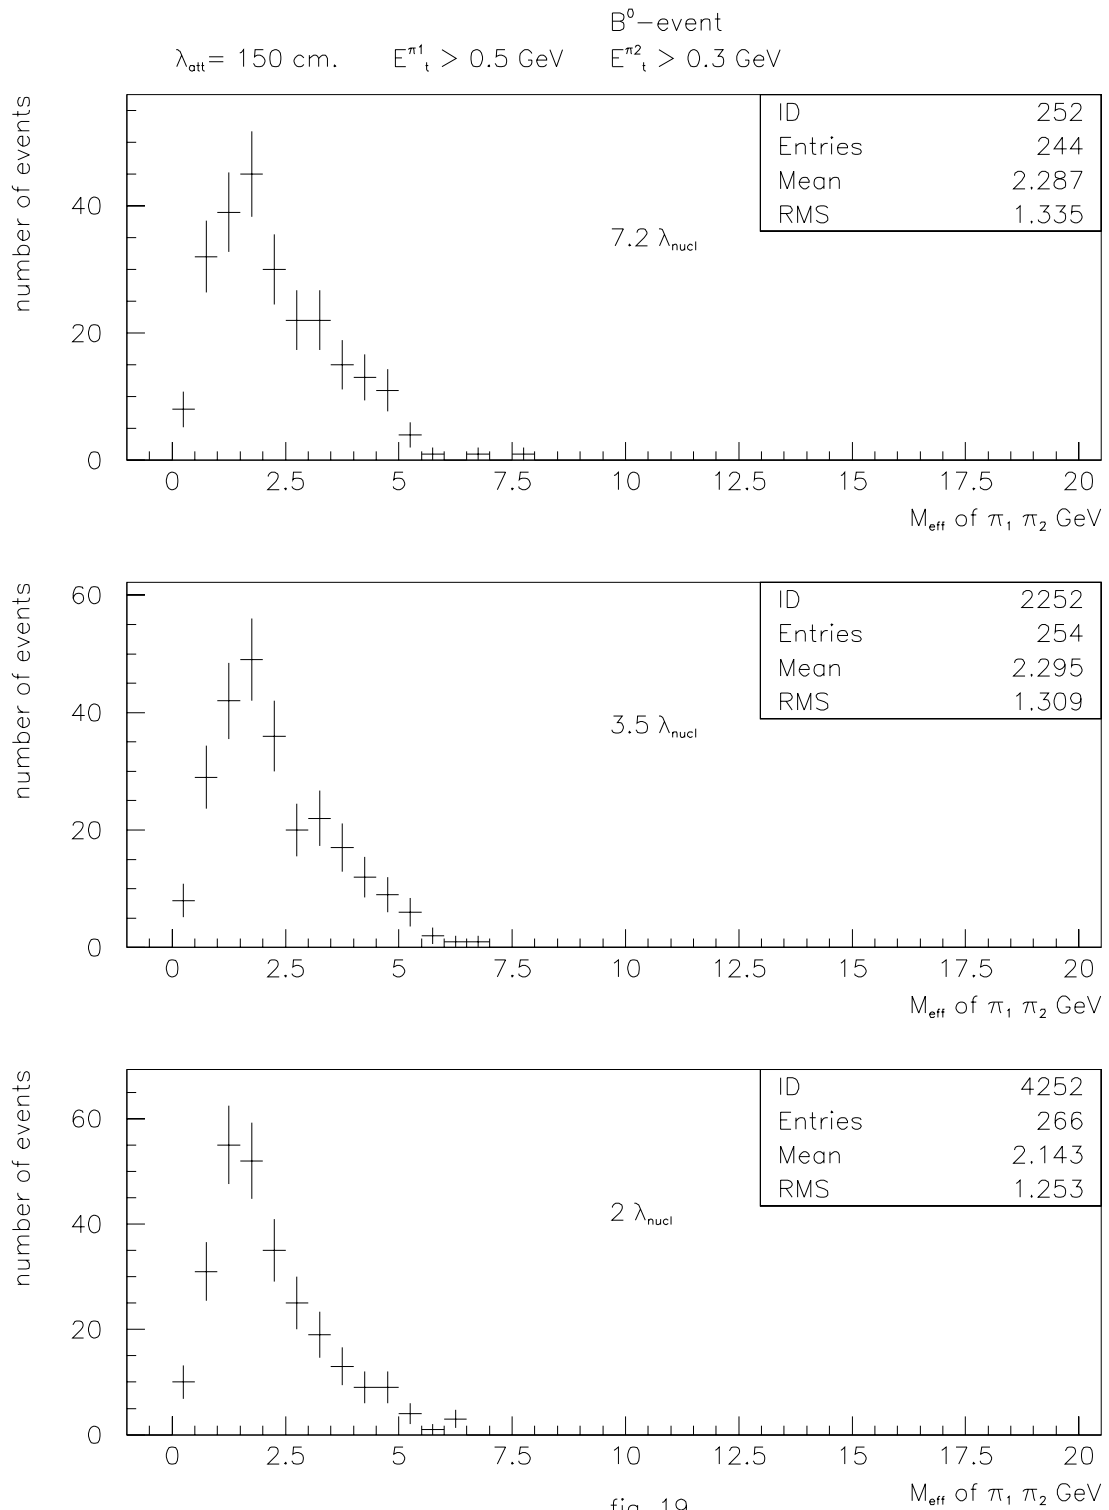 B⁰−event
λatt= 150 cm. Eπ1t > 0.5 GeV Eπ2t > 0.3 GeV
number of events
ID 252
Entries 244
Mean 2.287
RMS 1.335
7.2 λnucl
40
20
0
0 2.5 5 7.5 10 12.5 15 17.5 20
Meff of π1 π2 GeV
number of events
ID 2252
Entries 254
Mean 2.295
RMS 1.309
3.5 λnucl
60
40
20
0
0 2.5 5 7.5 10 12.5 15 17.5 20
Meff of π1 π2 GeV
number of events
ID 4252
Entries 266
Mean 2.143
RMS 1.253
2 λnucl
60
40
20
0
0 2.5 5 7.5 10 12.5 15 17.5 20
Meff of π1 π2 GeV
fig. 19